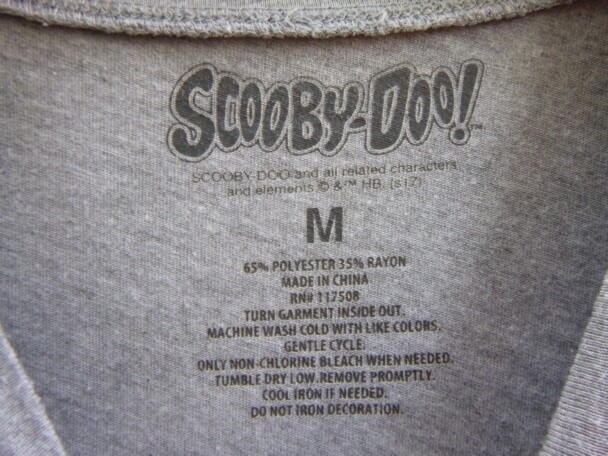 SCOOBY-DOO!™
SCOOBY-DOO and all related characters
and elements © &™ HB. (s17)
M
65% POLYESTER 35% RAYON
MADE IN CHINA
RN# 117508
TURN GARMENT INSIDE OUT.
MACHINE WASH COLD WITH LIKE COLORS.
GENTLE CYCLE.
ONLY NON-CHLORINE BLEACH WHEN NEEDED.
TUMBLE DRY LOW.REMOVE PROMPTLY.
COOL IRON IF NEEDED.
DO NOT IRON DECORATION.